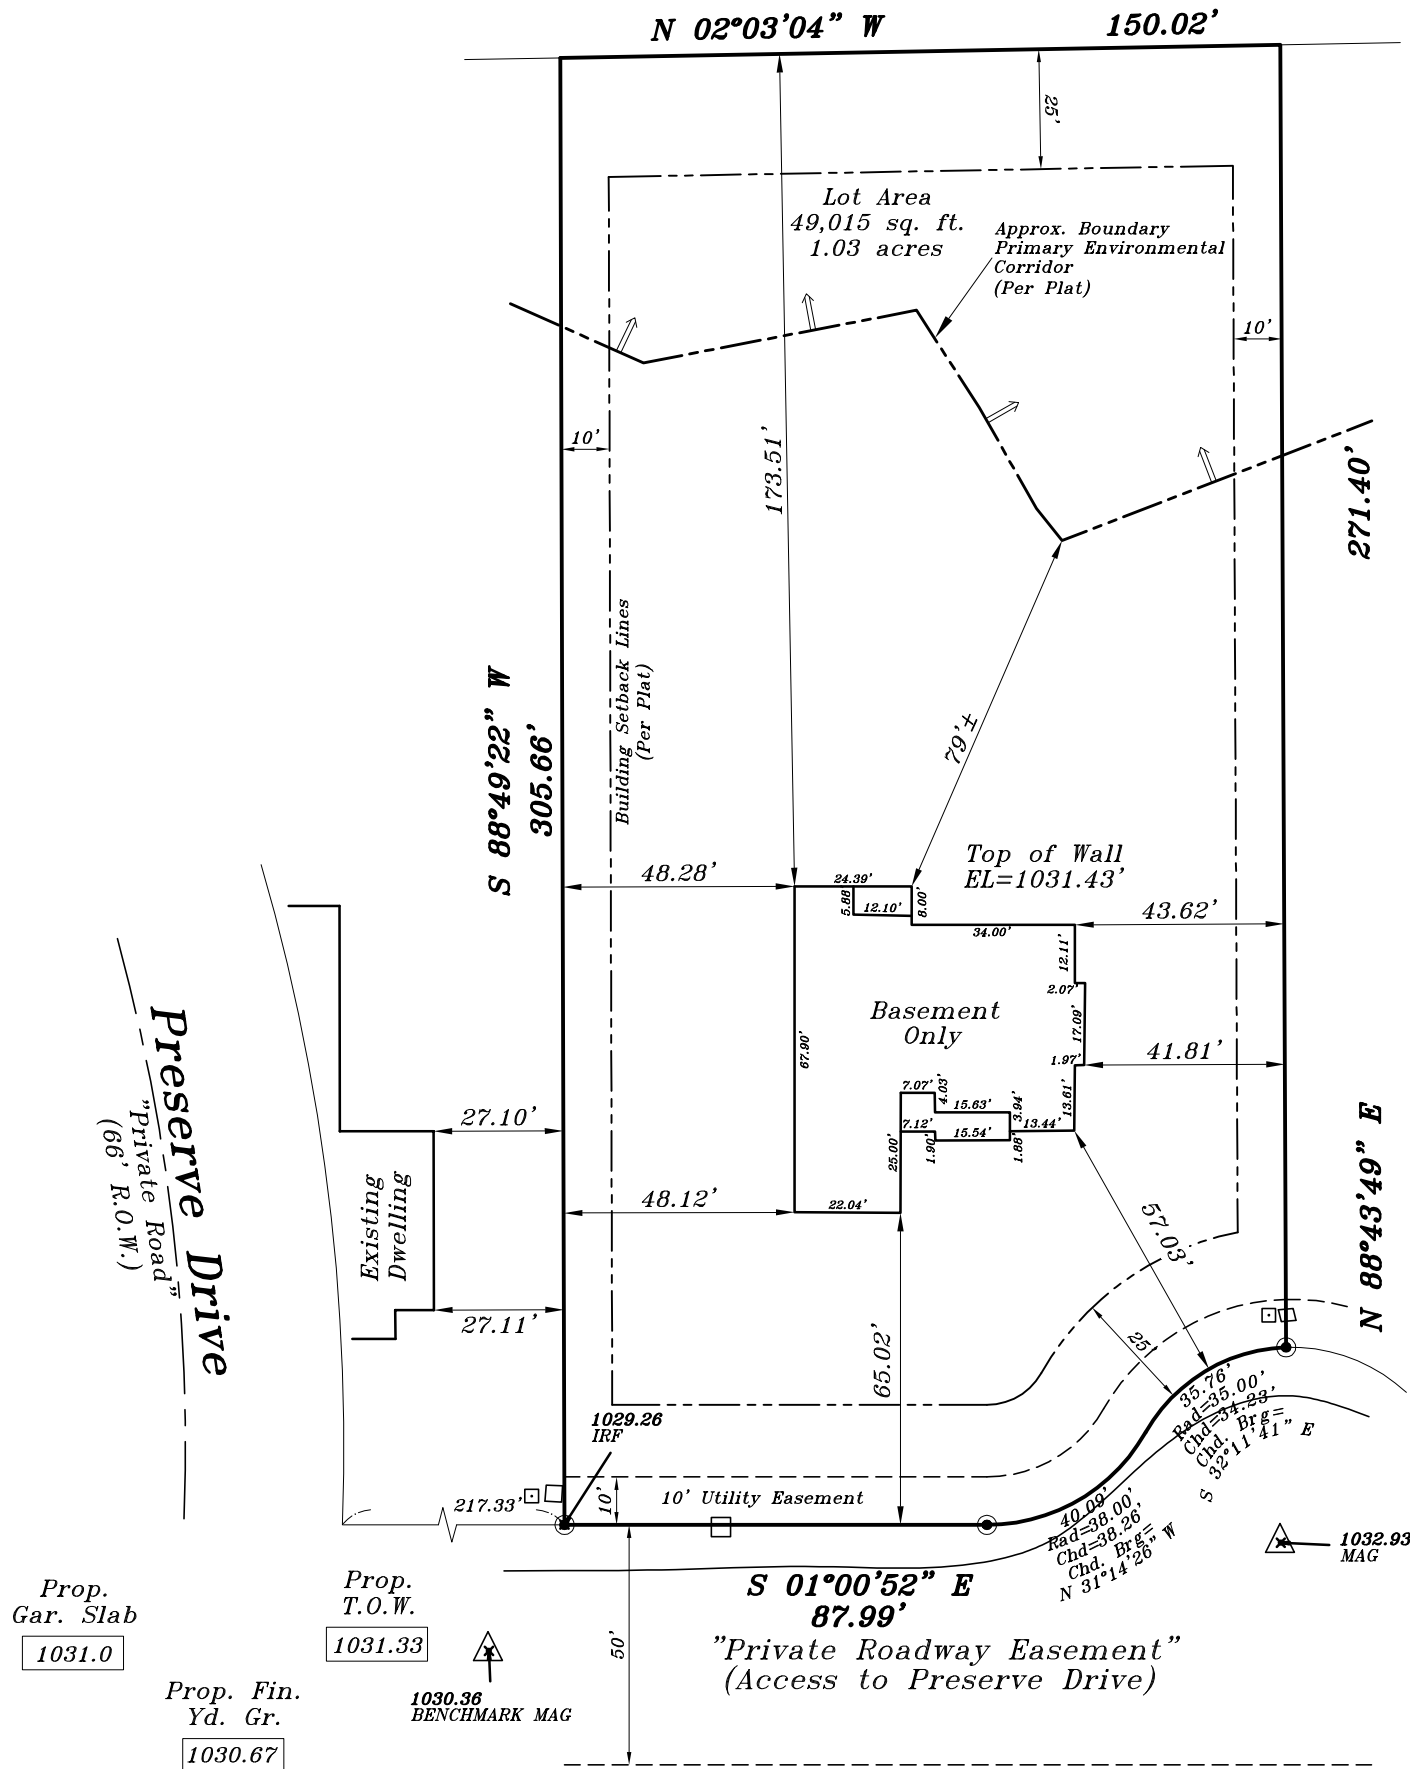 N 02°03'04" W 150.02'
25'
Lot Area
49,015 sq. ft.
1.03 acres
Approx. Boundary
Primary Environmental
Corridor
(Per Plat)
10'
10'
173.51'
271.40'
Building Setback Lines
(Per Plat)
S 88°49'22" W
305.66'
79'±
Top of Wall
EL=1031.43'
48.28'
24.39'
5.88
12.10'
8.00'
34.00'
43.62'
12.11'
2.07'
17.09'
Basement
Only
67.90'
1.97'
41.81'
7.07'
4.03'
15.63'
3.94'
13.61'
7.12'
15.54'
13.44'
1.90'
1.88'
25.00'
48.12'
22.04'
27.10'
Existing
Dwelling
27.11'
Preserve Drive
"Private Road"
(66' R.O.W.)
57.03'
N 88°43'49" E
65.02'
25'
35.76'
Rad=35.00'
Chd=34.23'
Chd. Brg=
S 32°11'41" E
1029.26
IRF
217.33'
10'
10' Utility Easement
40.09'
Rad=38.00'
Chd=38.26'
Chd. Brg=
N 31°14'26" W
1032.93
MAG
S 01°00'52" E
87.99'
"Private Roadway Easement"
(Access to Preserve Drive)
50'
Prop.
Gar. Slab
1031.0
Prop.
T.O.W.
1031.33
1030.36
BENCHMARK MAG
Prop. Fin.
Yd. Gr.
1030.67